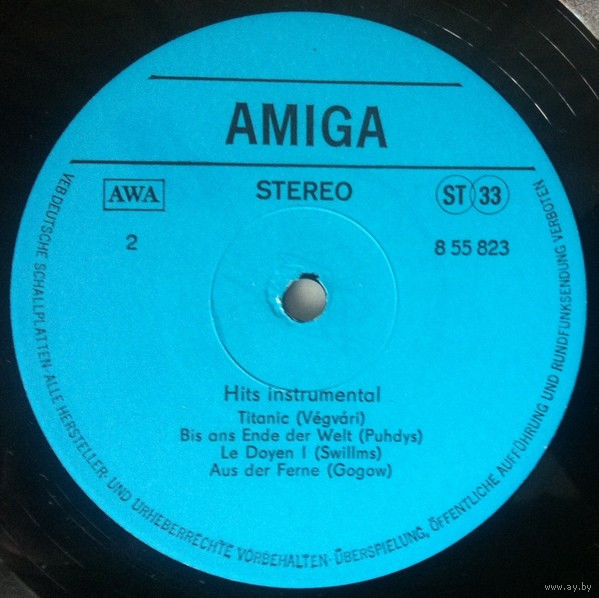 AMIGA
AWA
STEREO
ST 33
2
8 55 823
Hits instrumental
Titanic (Végvári)
Bis ans Ende der Welt (Puhdys)
Le Doyen I (Swillms)
Aus der Ferne (Gogow)
VEB DEUTSCHE SCHALLPLATTEN · ALLE HERSTELLER- UND URHEBERRECHTE VORBEHALTEN · ÜBERSPIELUNG, ÖFFENTLICHE AUFFÜHRUNG UND RUNDFUNKSENDUNG VERBOTEN
www.ay.by